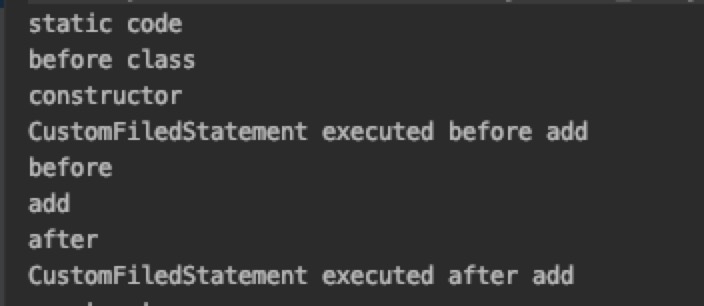 static code
before class
constructor
CustomFiledStatement executed before add
before
add
after
CustomFiledStatement executed after add